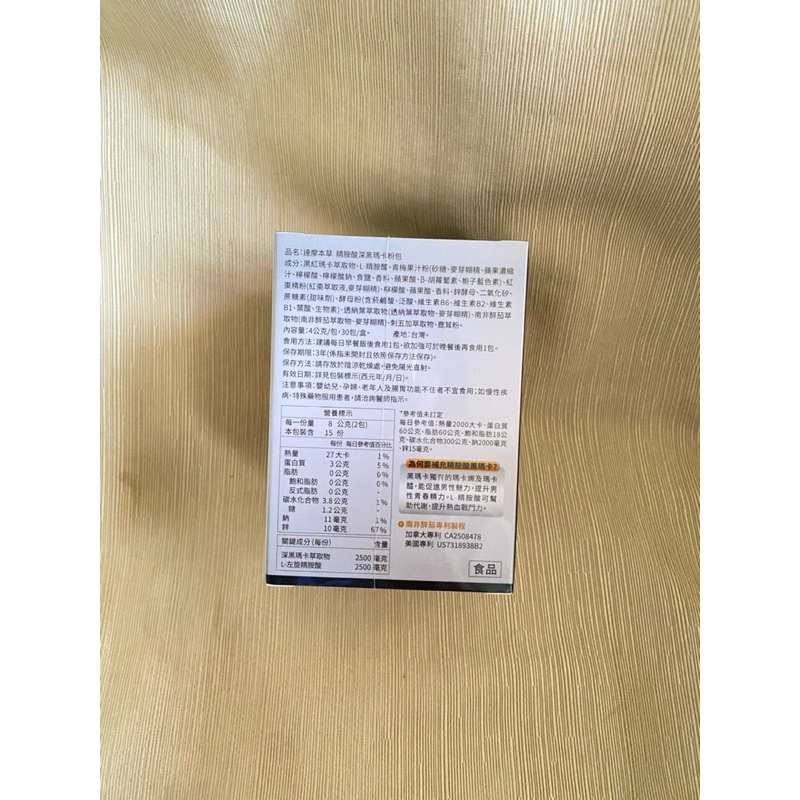 品名:達摩本草 精胺酸深黑瑪卡粉包
成分:黑紅瑪卡萃取物、L-精胺酸、青梅果汁粉(砂糖、麥芽糊精、蘋果濃縮
汁、檸檬酸、檸檬酸鈉、食鹽、香料、蘋果酸、β-胡蘿蔔素、梔子藍色素)、紅
棗精粉(紅棗萃取液,麥芽糊精)、檸檬酸、蘋果酸、香料、鋅酵母、二氧化矽、
蔗糖素(甜味劑)、酵母粉(含菸鹼酸、泛酸、維生素B6、維生素B2、維生素
B1、葉酸、生物素)、透納葉萃取物(透納葉萃取物、麥芽糊精)、南非醉茄萃
取物(南非醉茄萃取物、麥芽糊精)、刺五加萃取物、鹿茸粉。
內容量:4公克/包,30包/盒。 產地:台灣。
食用方法:建議每日早餐飯後食用1包,欲加強可於晚餐後再食用1包。
保存期限:3年(係指未開封且依照保存方法保存)。
保存方法:請存放於陰涼乾燥處,避免陽光直射。
有效日期:詳見包裝標示(西元年/月/日)。
注意事項:嬰幼兒、孕婦、老年人及腸胃功能不佳者不宜食用;如慢性疾
病、特殊藥物服用患者,請洽詢醫師指示。
營養標示
每一份量 8 公克(2包)
本包裝含 15 份
每份 每日參考值百分比
熱量 27 大卡 1%
蛋白質 3 公克 5%
脂肪 0 公克 0%
飽和脂肪 0 公克 0%
反式脂肪 0 公克 -
碳水化合物 3.8 公克 1%
糖 1.2 公克 -
鈉 11 毫克 1%
鋅 10 毫克 67%
關鍵成分 (每份) 含量
深黑瑪卡萃取物 2500 毫克
L-左旋精胺酸 2500 毫克
*參考值未訂定
每日參考值:熱量2000大卡、蛋白質
60公克、脂肪60公克、飽和脂肪18公
克、碳水化合物300公克、鈉2000毫克
、鋅15毫克。
為何要補充精胺酸黑瑪卡?
黑瑪卡獨有的瑪卡烯及瑪卡
醯,能促進男性魅力,提升男
性青春精力。L-精胺酸可幫
助代謝,提升熱血戰鬥力。
南非醉茄專利製程
加拿大專利 CA2508478
美國專利 US7318938B2
食品